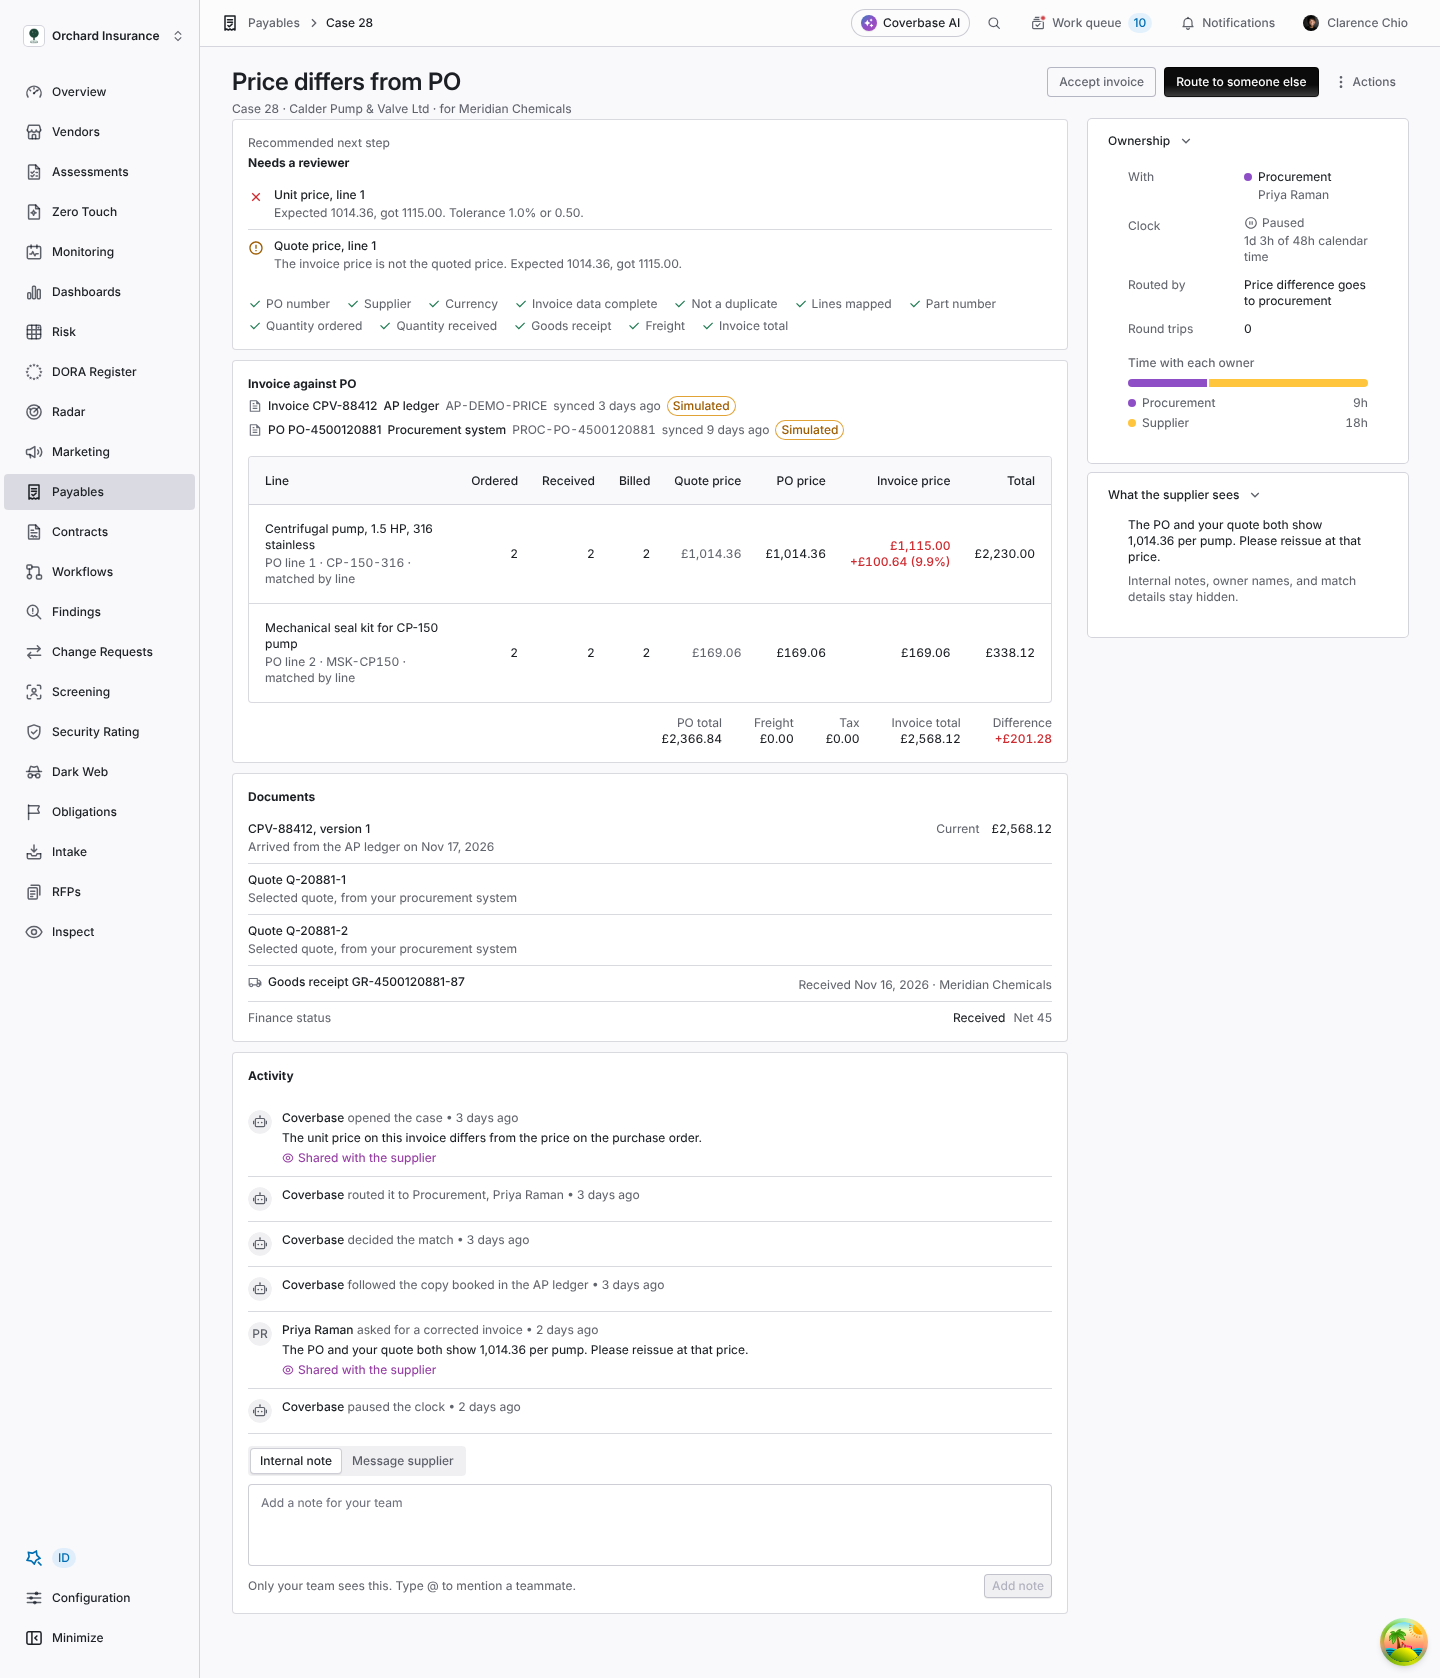 Orchard Insurance
Overview
Vendors
Assessments
Zero Touch
Monitoring
Dashboards
Risk
DORA Register
Radar
Marketing
Payables
Contracts
Workflows
Findings
Change Requests
Screening
Security Rating
Dark Web
Obligations
Intake
RFPs
Inspect
ID
Configuration
Minimize
Payables > Case 28
Coverbase AI
Work queue 10
Notifications
Clarence Chio
Price differs from PO
Case 28 · Calder Pump & Valve Ltd · for Meridian Chemicals
Accept invoice
Route to someone else
Actions
Recommended next step
Needs a reviewer
Unit price, line 1
Expected 1014.36, got 1115.00. Tolerance 1.0% or 0.50.
Quote price, line 1
The invoice price is not the quoted price. Expected 1014.36, got 1115.00.
PO number Supplier Currency Invoice data complete Not a duplicate Lines mapped Part number
Quantity ordered Quantity received Goods receipt Freight Invoice total
Invoice against PO
Invoice CPV-88412 AP ledger AP-DEMO-PRICE synced 3 days ago Simulated
PO PO-4500120881 Procurement system PROC-PO-4500120881 synced 9 days ago Simulated
Line Ordered Received Billed Quote price PO price Invoice price Total
Centrifugal pump, 1.5 HP, 316
stainless
PO line 1 · CP-150-316 ·
matched by line
2 2 2 £1,014.36 £1,014.36 £1,115.00
+£100.64 (9.9%)
£2,230.00
Mechanical seal kit for CP-150
pump
PO line 2 · MSK-CP150 ·
matched by line
2 2 2 £169.06 £169.06 £169.06 £338.12
PO total Freight Tax Invoice total Difference
£2,366.84 £0.00 £0.00 £2,568.12 +£201.28
Documents
CPV-88412, version 1
Arrived from the AP ledger on Nov 17, 2026
Current £2,568.12
Quote Q-20881-1
Selected quote, from your procurement system
Quote Q-20881-2
Selected quote, from your procurement system
Goods receipt GR-4500120881-87
Received Nov 16, 2026 · Meridian Chemicals
Finance status
Received Net 45
Activity
Coverbase opened the case • 3 days ago
The unit price on this invoice differs from the price on the purchase order.
Shared with the supplier
Coverbase routed it to Procurement, Priya Raman • 3 days ago
Coverbase decided the match • 3 days ago
Coverbase followed the copy booked in the AP ledger • 3 days ago
PR
Priya Raman asked for a corrected invoice • 2 days ago
The PO and your quote both show 1,014.36 per pump. Please reissue at that price.
Shared with the supplier
Coverbase paused the clock • 2 days ago
Internal note
Message supplier
Add a note for your team
Only your team sees this. Type @ to mention a teammate.
Add note
Ownership
With
Procurement
Priya Raman
Clock
Paused
1d 3h of 48h calendar
time
Routed by
Price difference goes
to procurement
Round trips
0
Time with each owner
Procurement 9h
Supplier 18h
What the supplier sees
The PO and your quote both show
1,014.36 per pump. Please reissue at that
price.
Internal notes, owner names, and match
details stay hidden.